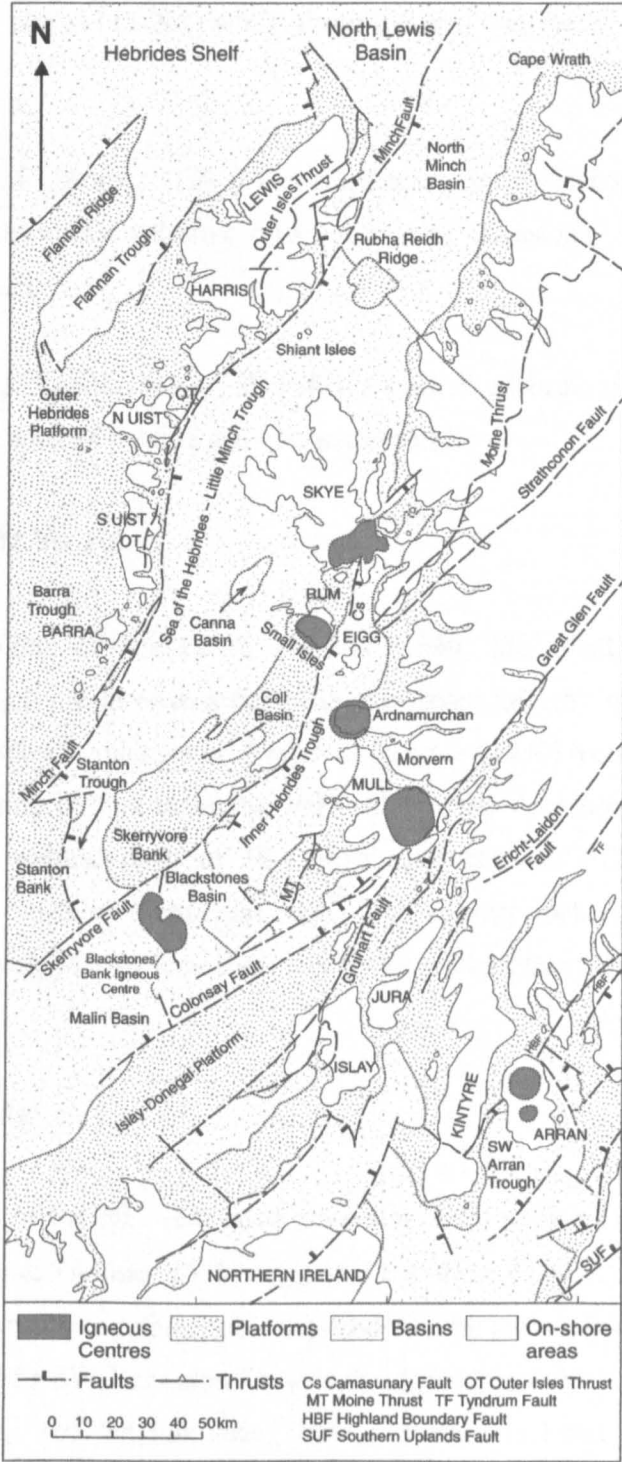 N
Hebrides Shelf
North Lewis
Basin
Cape Wrath
Minch Fault
North
Minch
Basin
LEWIS
Outer Isles Thrust
Flannan Ridge
Flannan Trough
Rubha Reidh
Ridge
HARRIS
Shiant Isles
Outer
Hebrides
Platform
OT
N UIST
Moine Thrust
Strathconon Fault
Sea of the Hebrides – Little Minch Trough
SKYE
S UIST
OT
Barra
Trough
BARRA
Canna
Basin
RUM
Cs
EIGG
Small Isles
Great Glen Fault
Coll
Basin
Ardnamurchan
Morvern
Minch Fault
Stanton
Trough
Inner Hebrides Trough
MULL
Skerryvore
Bank
Stanton
Bank
Blackstones
Basin
MT
Ericht-Laidon
Fault
TF
Skerryvore Fault
Blackstones
Bank Igneous
Centre
Colonsay Fault
Gruinart Fault
Malin Basin
JURA
HBF
HBF
Islay-Donegal Platform
ISLAY
KINTYRE
ARRAN
SW
Arran
Trough
NORTHERN IRELAND
SUF
Igneous
Centres
Platforms
Basins
On-shore
areas
Faults
Thrusts
Cs Camasunary Fault OT Outer Isles Thrust
MT Moine Thrust TF Tyndrum Fault
HBF Highland Boundary Fault
SUF Southern Uplands Fault
0 10 20 30 40 50km